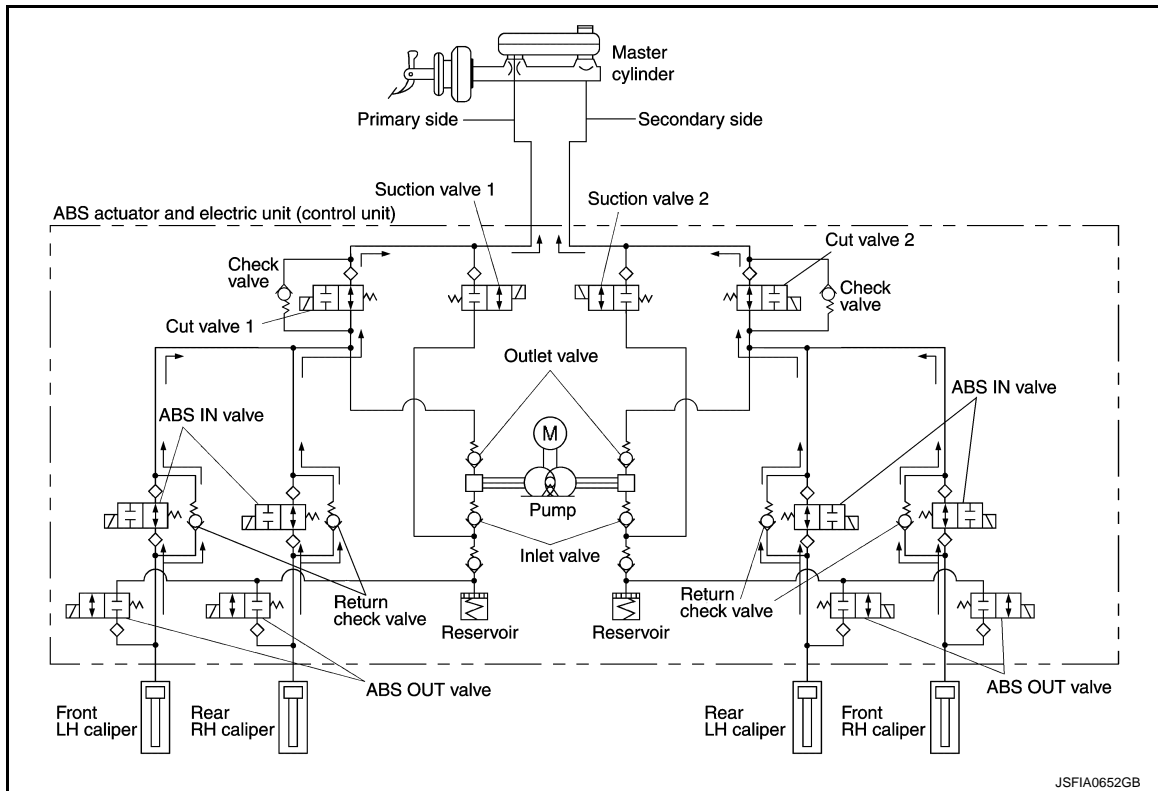 Master
cylinder
Primary side
Secondary side
Suction valve 1
Suction valve 2
ABS actuator and electric unit (control unit)
Cut valve 2
Check
valve
Check
valve
Cut valve 1
Outlet valve
ABS IN valve
ABS IN valve
M
Pump
Inlet valve
Return
check valve
Return
check valve
Reservoir
Reservoir
ABS OUT valve
ABS OUT valve
Front
LH caliper
Rear
RH caliper
Rear
LH caliper
Front
RH caliper
JSFIA0652GB